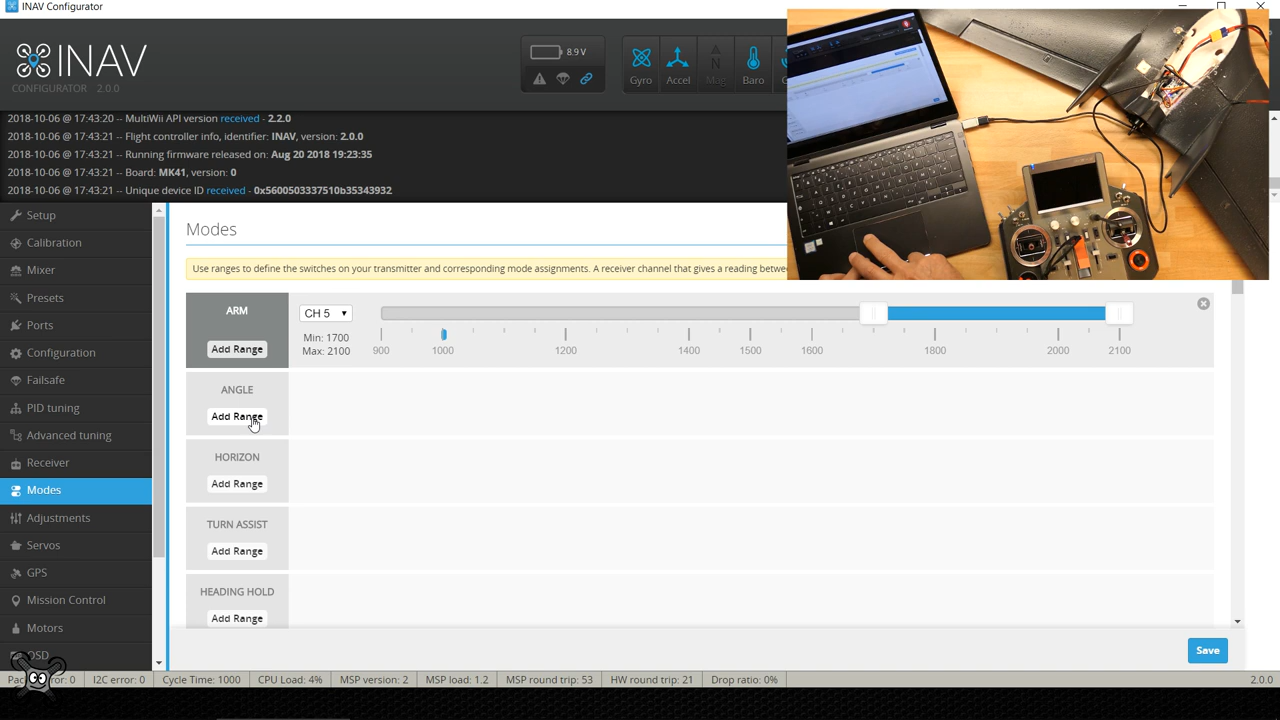 INAV Configurator
INAV
CONFIGURATOR 2.0.0
8.9 V
Gyro
Accel
Mag
Baro
2018-10-06 @ 17:43:20 -- MultiWii API version received - 2.2.0
2018-10-06 @ 17:43:21 -- Flight controller info, identifier: INAV, version: 2.0.0
2018-10-06 @ 17:43:21 -- Running firmware released on: Aug 20 2018 19:23:35
2018-10-06 @ 17:43:21 -- Board: MK41, version: 0
2018-10-06 @ 17:43:21 -- Unique device ID received - 0x5600503337510b35343932
Setup
Calibration
Mixer
Presets
Ports
Configuration
Failsafe
PID tuning
Advanced tuning
Receiver
Modes
Adjustments
Servos
GPS
Mission Control
Motors
OSD
Modes
Use ranges to define the switches on your transmitter and corresponding mode assignments. A receiver channel that gives a reading betwe
ARM
Add Range
CH 5
Min: 1700
Max: 2100
900 1000 1200 1400 1500 1600 1800 2000 2100
ANGLE
Add Range
HORIZON
Add Range
TURN ASSIST
Add Range
HEADING HOLD
Add Range
Save
error: 0 I2C error: 0 Cycle Time: 1000 CPU Load: 4% MSP version: 2 MSP load: 1.2 MSP round trip: 53 HW round trip: 21 Drop ratio: 0% 2.0.0